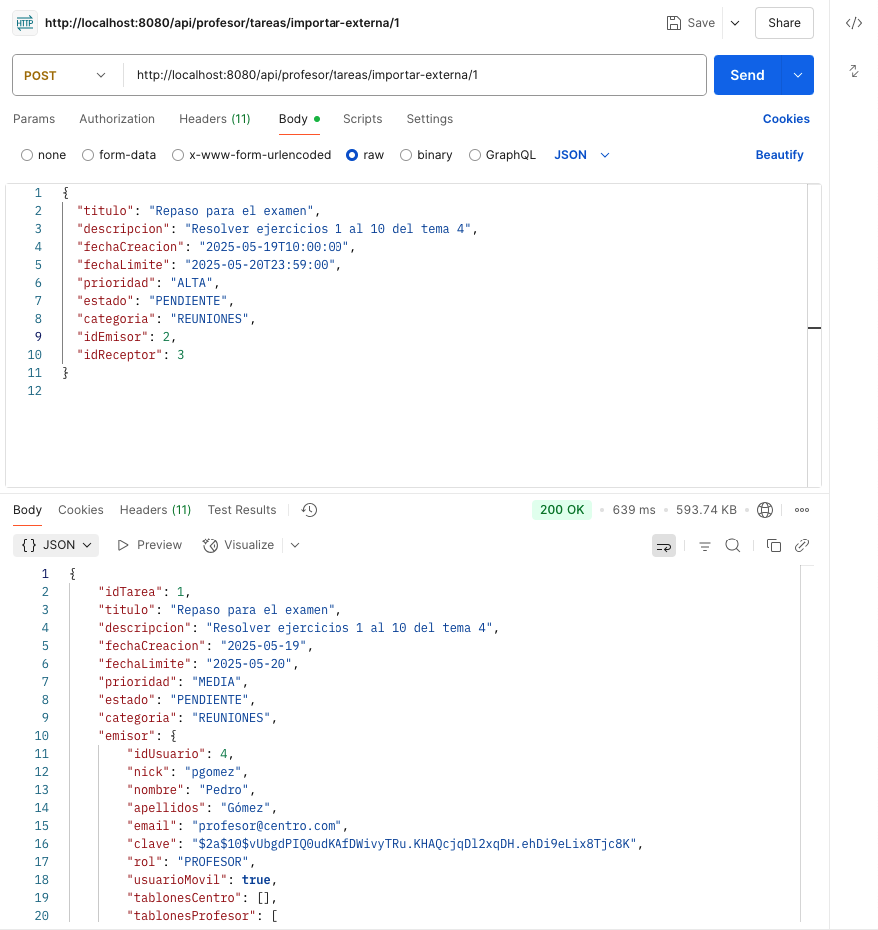 HTTP http://localhost:8080/api/profesor/tareas/importar-externa/1 Save Share </>
POST http://localhost:8080/api/profesor/tareas/importar-externa/1 Send
Params Authorization Headers (11) Body Scripts Settings Cookies
none form-data x-www-form-urlencoded raw binary GraphQL JSON Beautify
1 {
2 "titulo": "Repaso para el examen",
3 "descripcion": "Resolver ejercicios 1 al 10 del tema 4",
4 "fechaCreacion": "2025-05-19T10:00:00",
5 "fechaLimite": "2025-05-20T23:59:00",
6 "prioridad": "ALTA",
7 "estado": "PENDIENTE",
8 "categoria": "REUNIONES",
9 "idEmisor": 2,
10 "idReceptor": 3
11 }
12
Body Cookies Headers (11) Test Results 200 OK • 639 ms • 593.74 KB
{} JSON Preview Visualize
1 {
2 "idTarea": 1,
3 "titulo": "Repaso para el examen",
4 "descripcion": "Resolver ejercicios 1 al 10 del tema 4",
5 "fechaCreacion": "2025-05-19",
6 "fechaLimite": "2025-05-20",
7 "prioridad": "MEDIA",
8 "estado": "PENDIENTE",
9 "categoria": "REUNIONES",
10 "emisor": {
11 "idUsuario": 4,
12 "nick": "pgomez",
13 "nombre": "Pedro",
14 "apellidos": "Gómez",
15 "email": "profesor@centro.com",
16 "clave": "$2a$10$vUbgdPIQ0udKAfDWivyTRu.KHAQcjqDl2xqDH.ehDi9eLix8Tjc8K",
17 "rol": "PROFESOR",
18 "usuarioMovil": true,
19 "tablonesCentro": [],
20 "tablonesProfesor": [